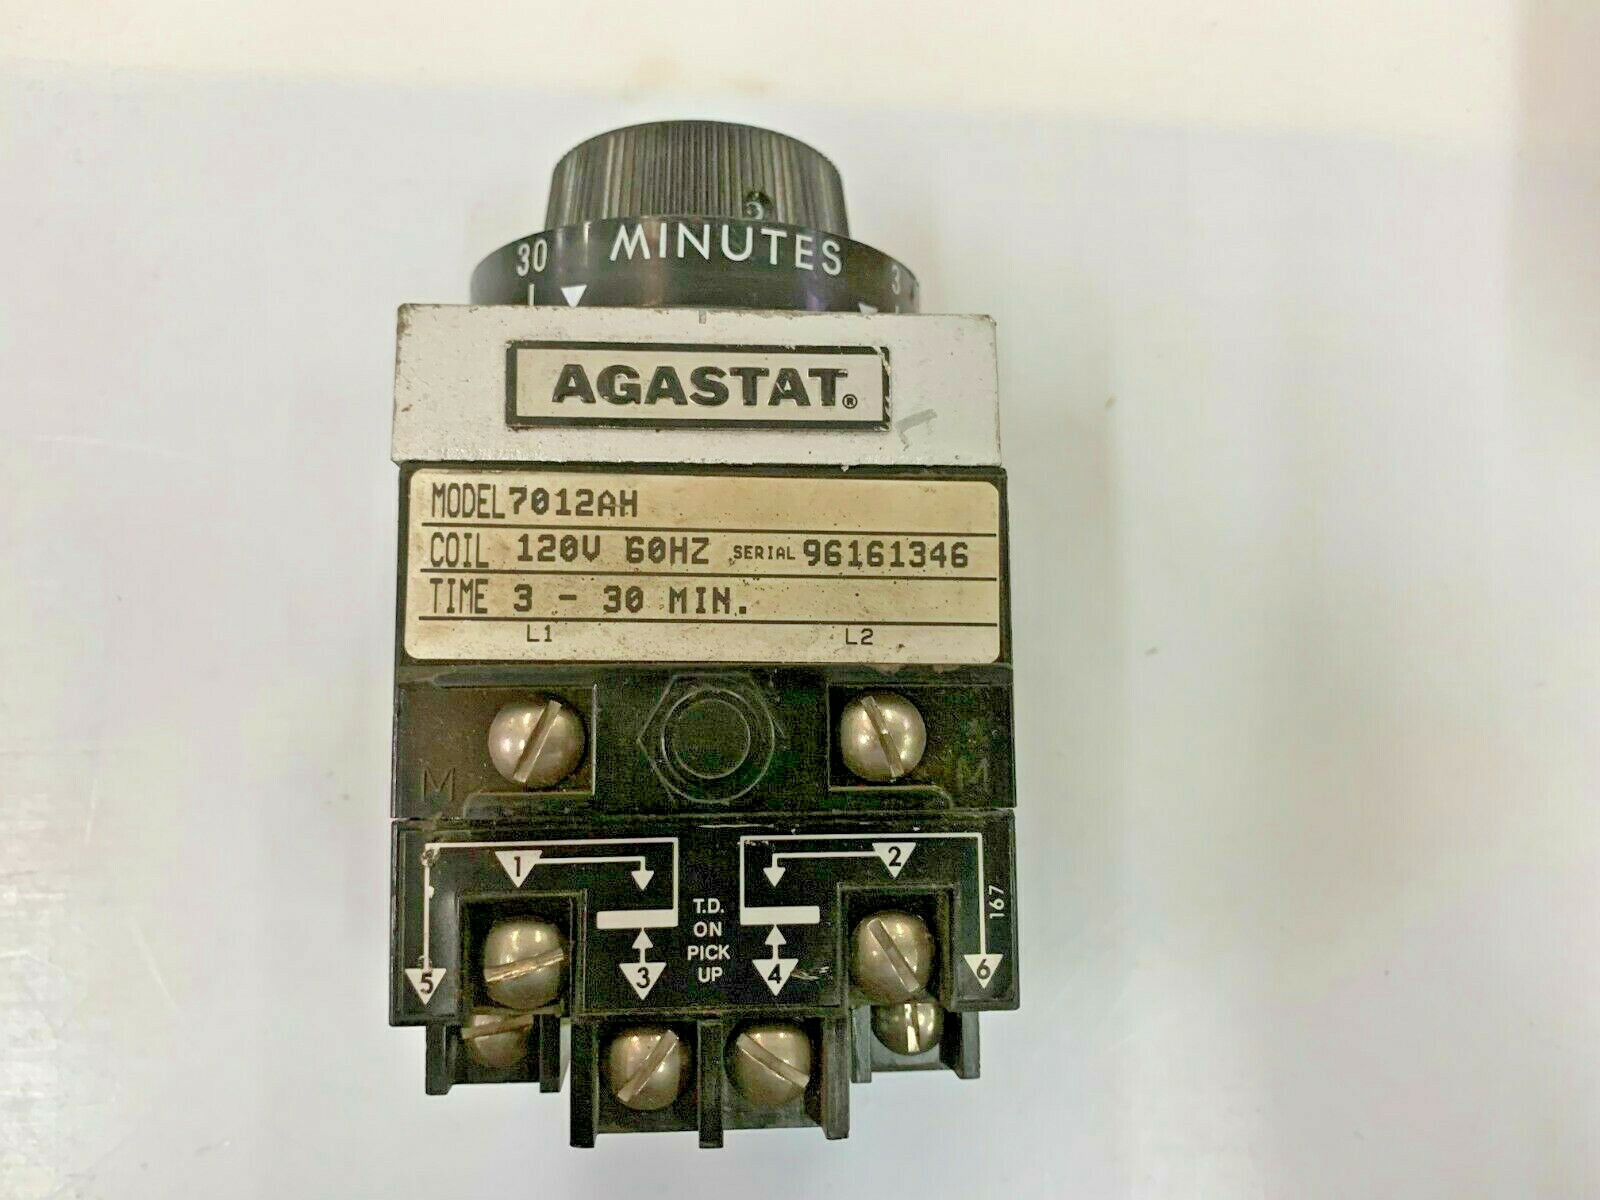 30 MINUTES 3
AGASTAT®
MODEL 7012AH
COIL 120V 60HZ SERIAL 96161346
TIME 3 - 30 MIN.
L1 L2
M M
1 2
5 3 T.D. ON PICK UP 4 6
167